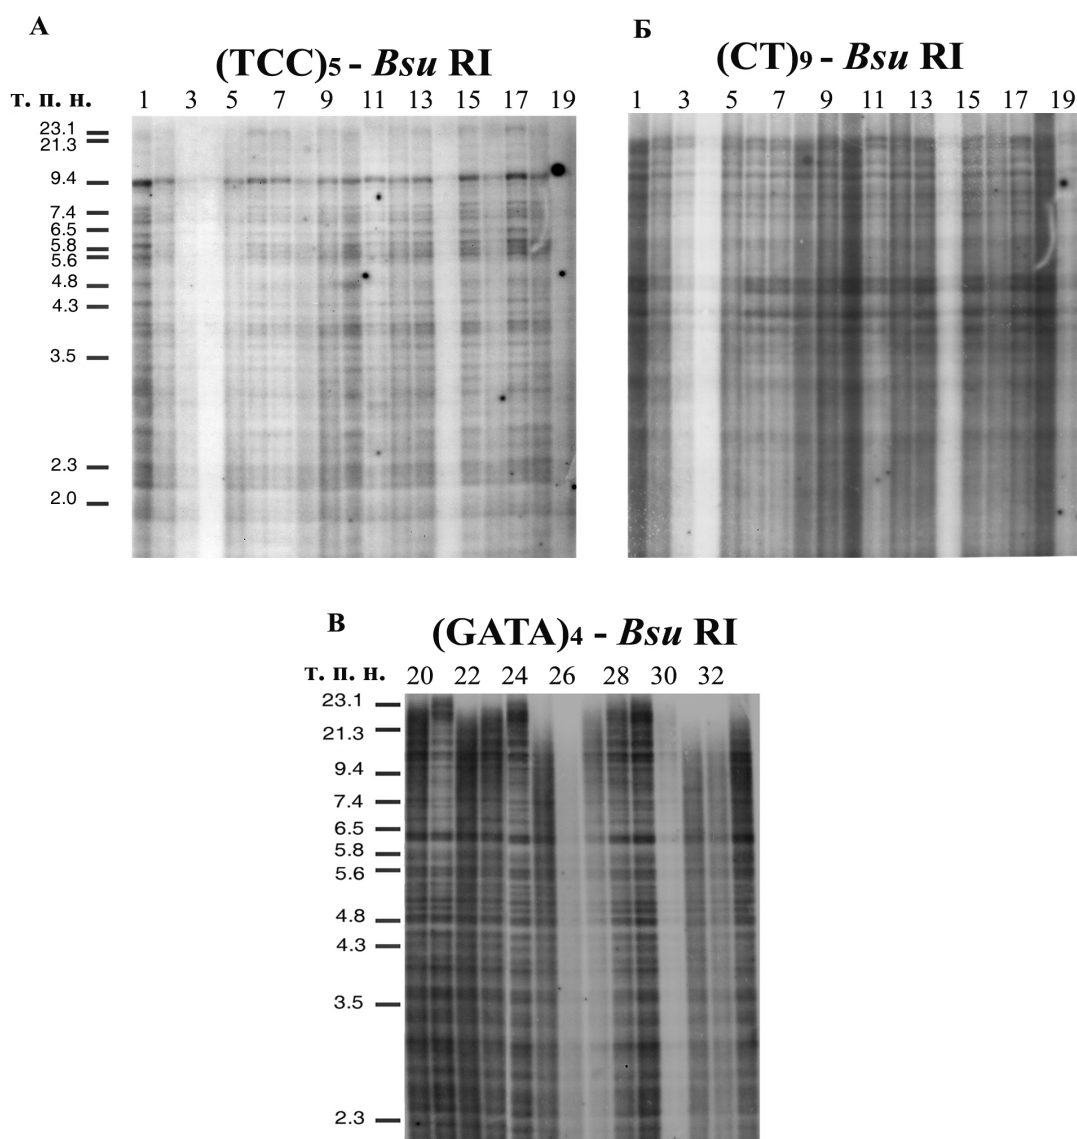 А
(TCC)5 - Bsu RI
т. п. н. 1 3 5 7 9 11 13 15 17 19
23.1
21.3
9.4
7.4
6.5
5.8
5.6
4.8
4.3
3.5
2.3
2.0
Б
(CT)9 - Bsu RI
1 3 5 7 9 11 13 15 17 19
В
(GATA)4 - Bsu RI
т. п. н. 20 22 24 26 28 30 32
23.1
21.3
9.4
7.4
6.5
5.8
5.6
4.8
4.3
3.5
2.3